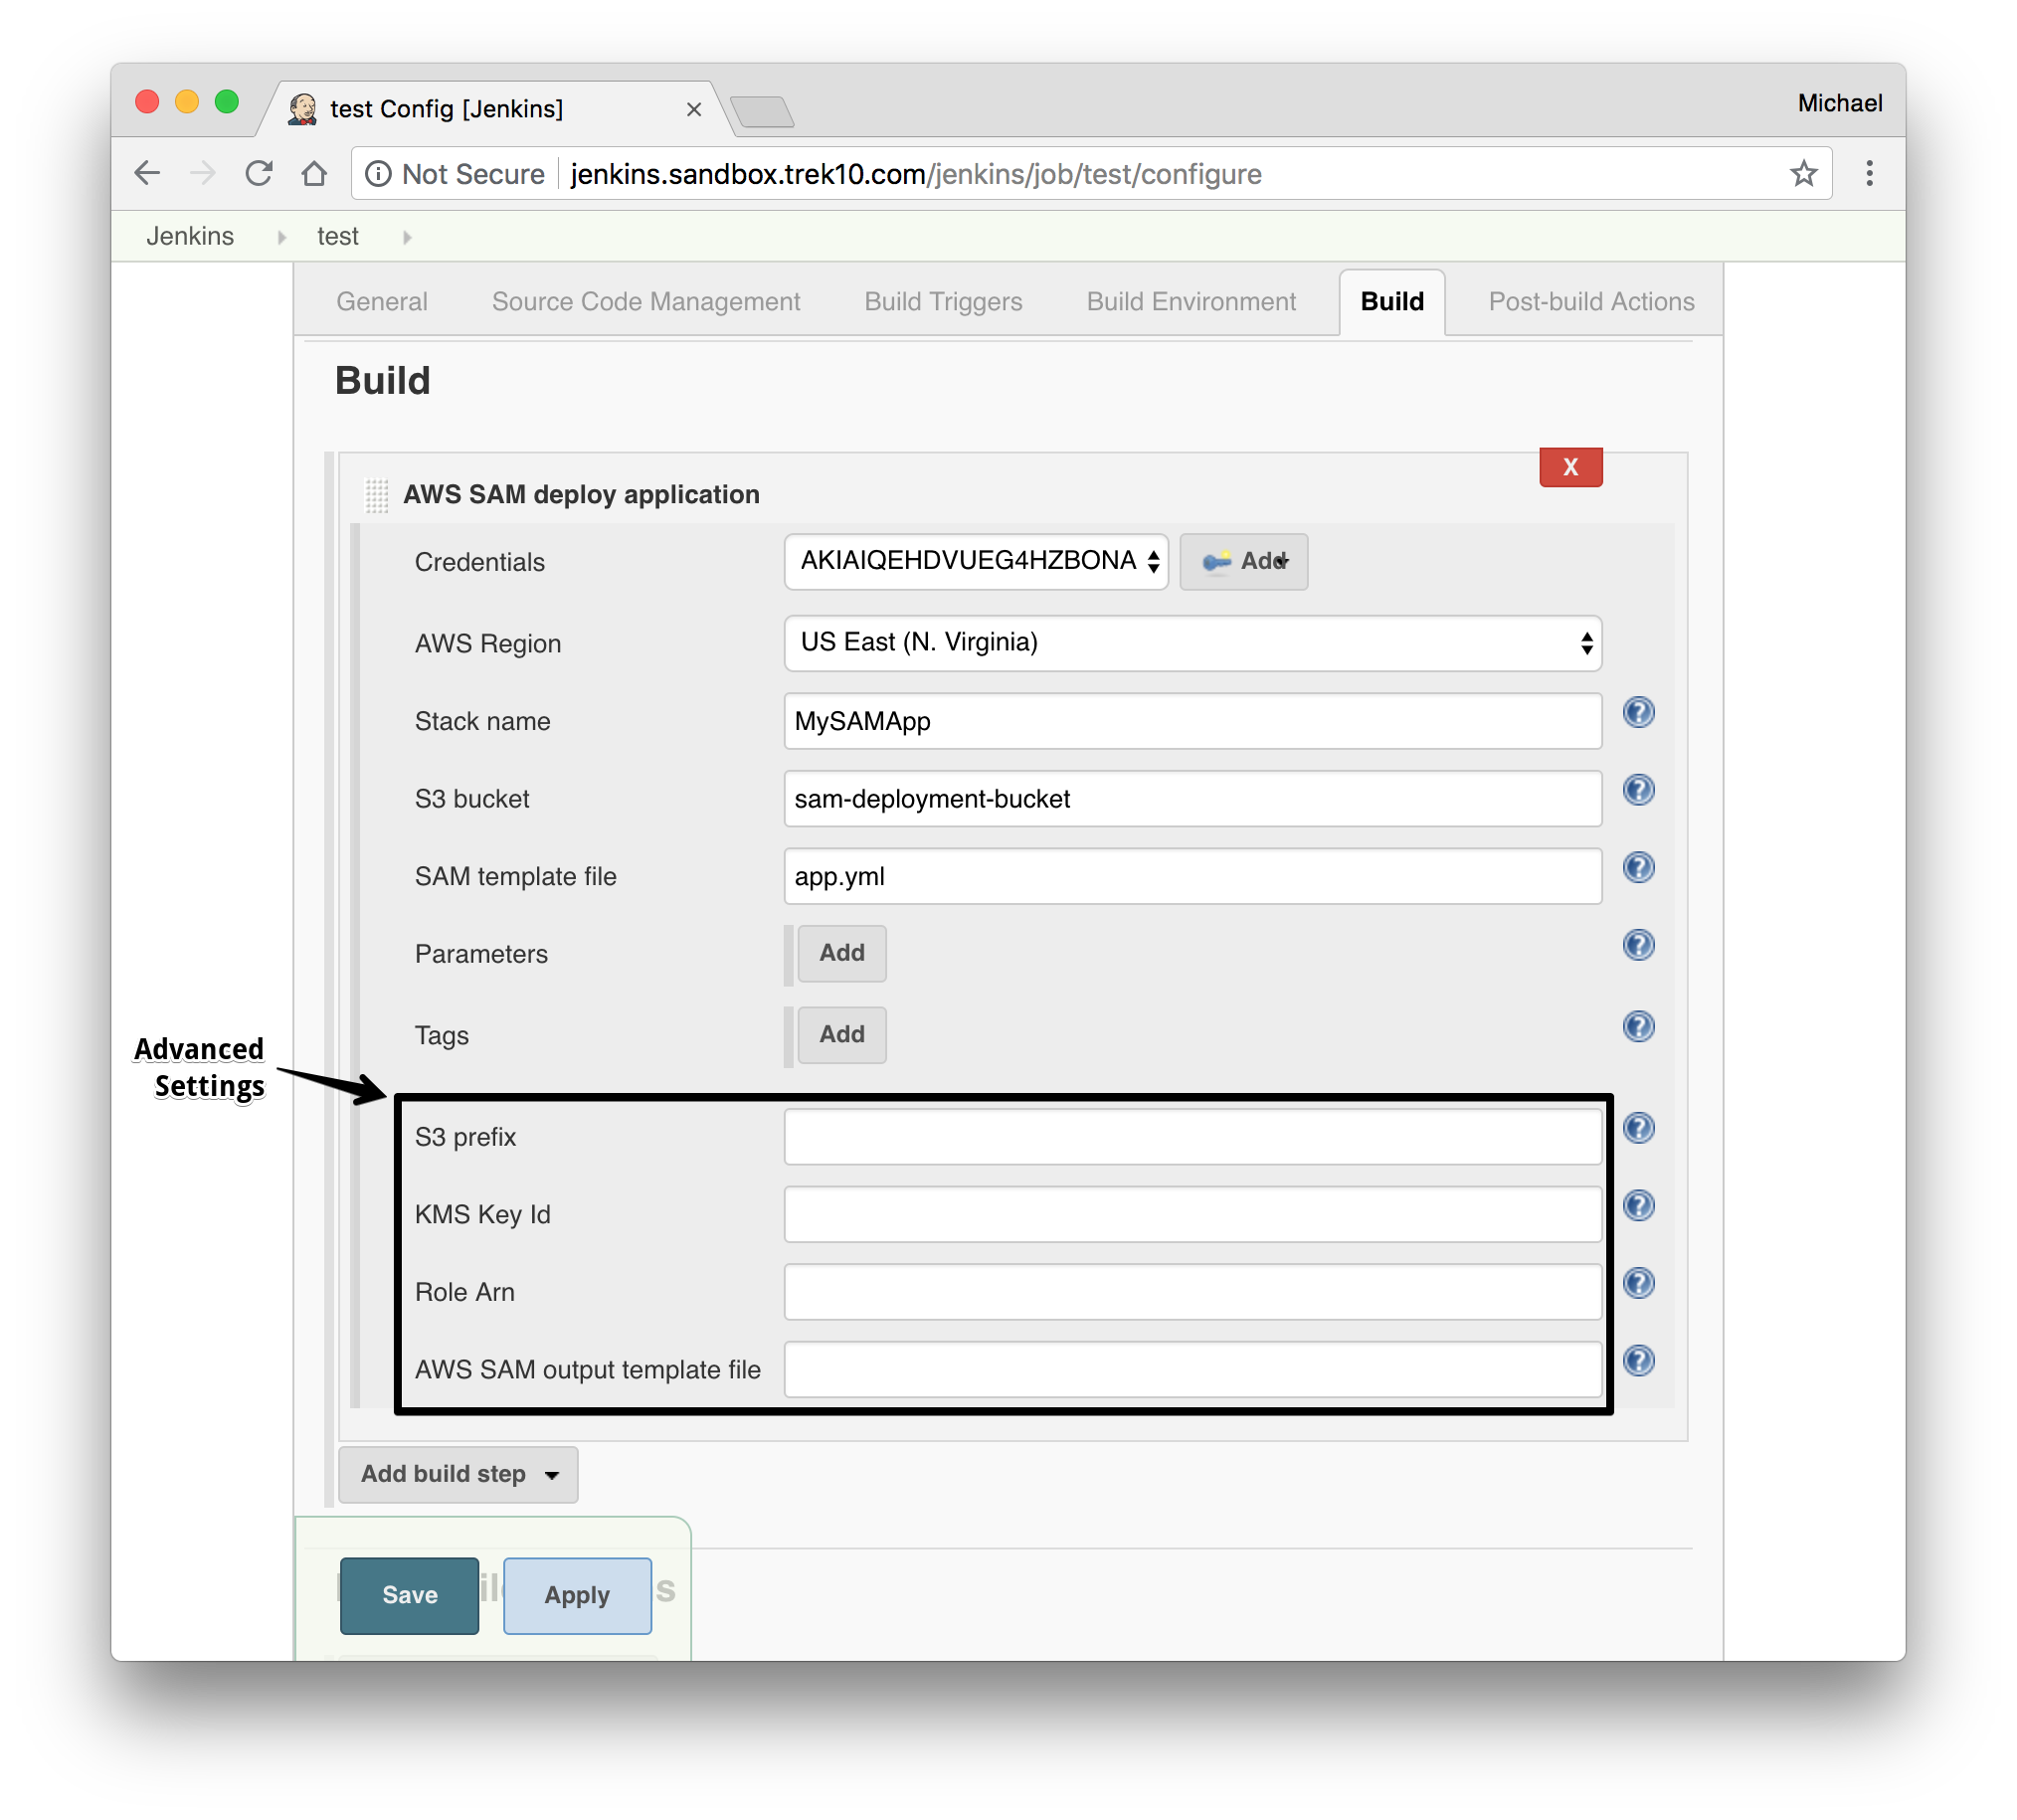 test Config [Jenkins]
Michael
Not Secure jenkins.sandbox.trek10.com/jenkins/job/test/configure
Jenkins test
General Source Code Management Build Triggers Build Environment Build Post-build Actions
Build
X
AWS SAM deploy application
Credentials AKIAIQEHDVUEG4HZBONA Add
AWS Region US East (N. Virginia)
Stack name MySAMApp
S3 bucket sam-deployment-bucket
SAM template file app.yml
Parameters Add
Tags Add
Advanced
Settings
S3 prefix
KMS Key Id
Role Arn
AWS SAM output template file
Add build step
Save Apply